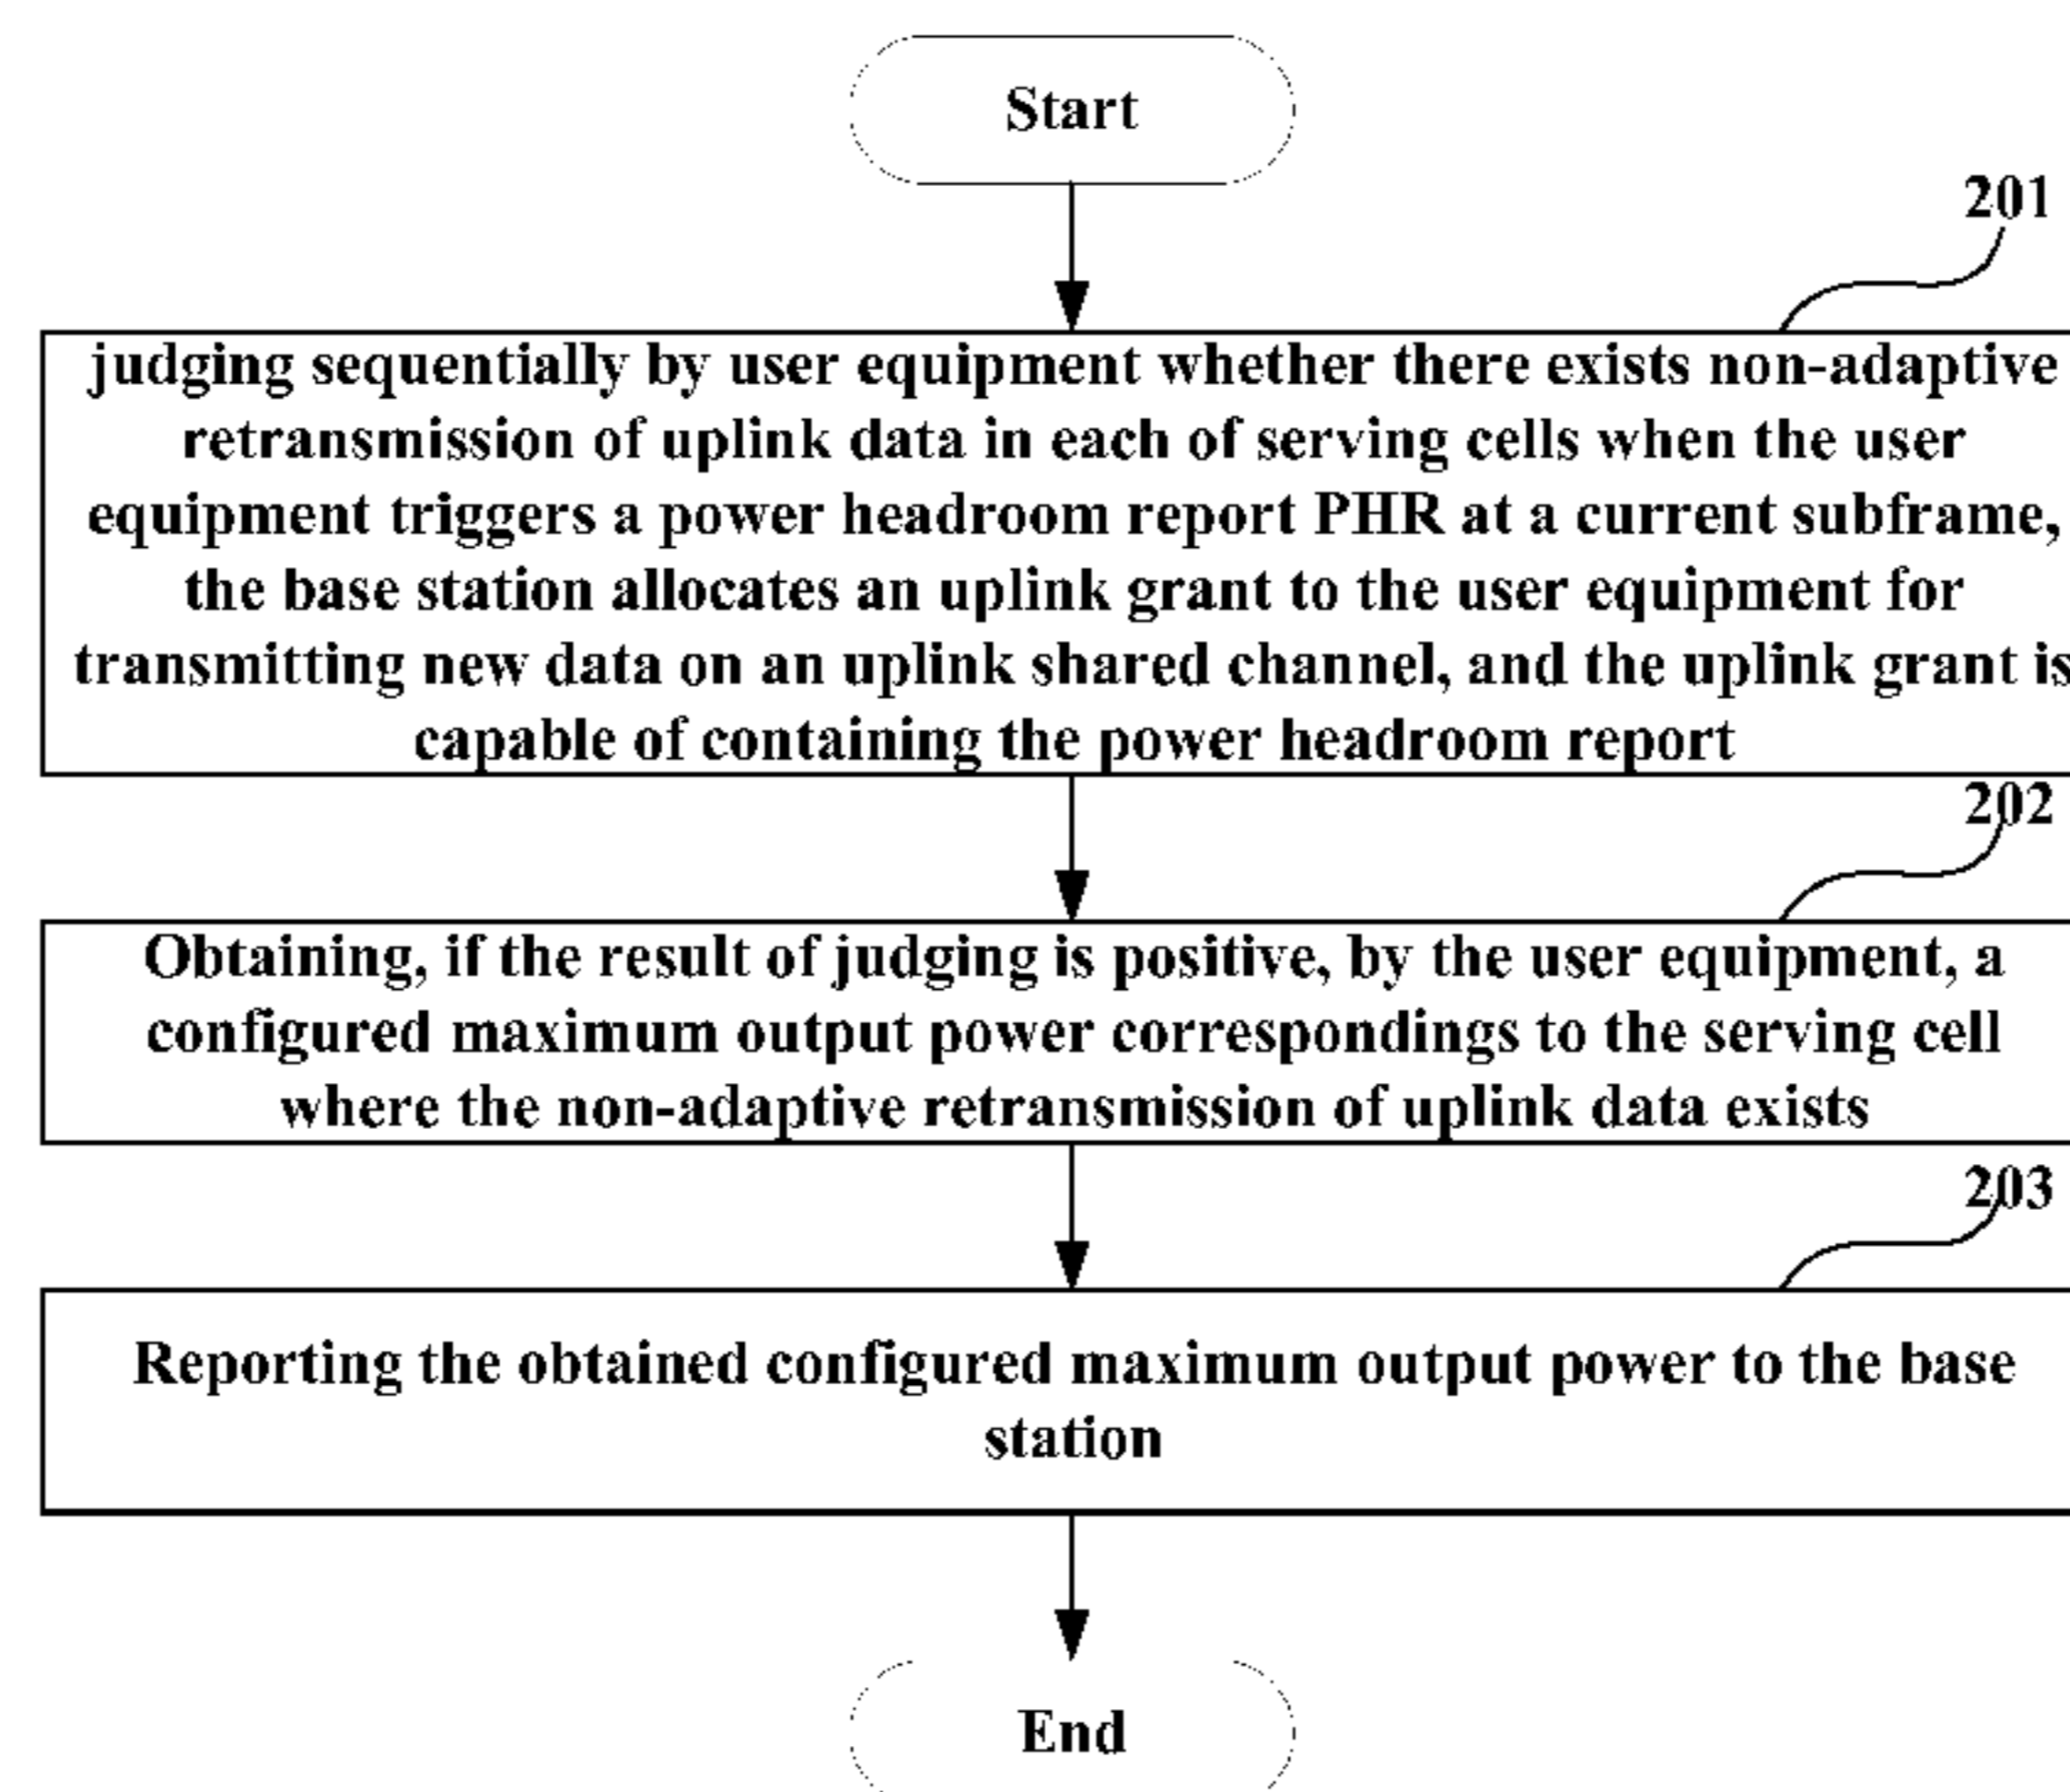 Start
201
judging sequentially by user equipment whether there exists non-adaptive
retransmission of uplink data in each of serving cells when the user
equipment triggers a power headroom report PHR at a current subframe,
the base station allocates an uplink grant to the user equipment for
transmitting new data on an uplink shared channel, and the uplink grant is
capable of containing the power headroom report
202
Obtaining, if the result of judging is positive, by the user equipment, a
configured maximum output power correspondings to the serving cell
where the non-adaptive retransmission of uplink data exists
203
Reporting the obtained configured maximum output power to the base
station
End